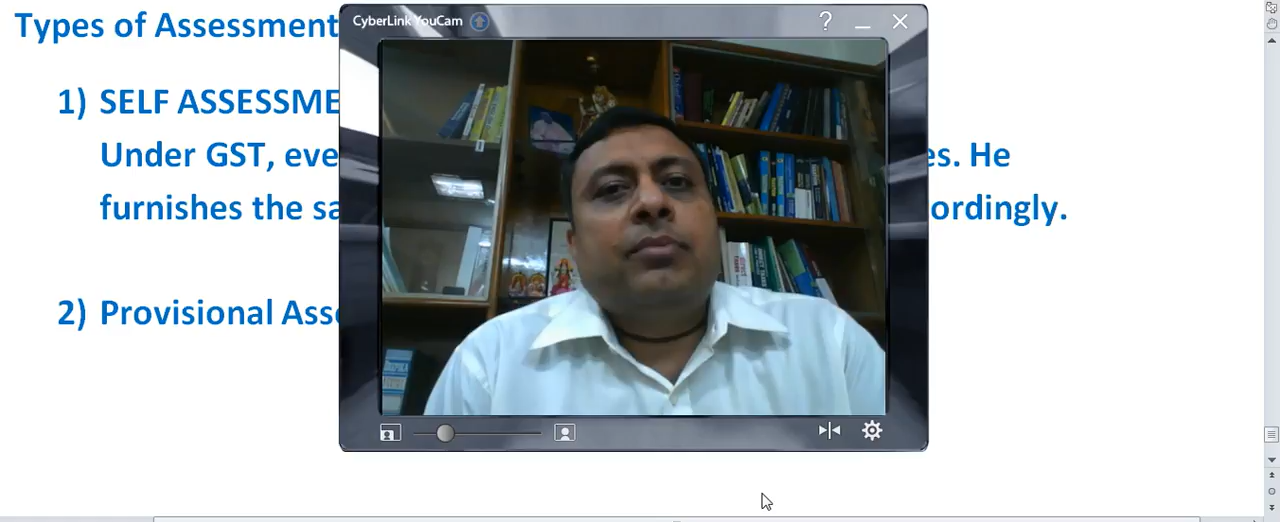 Types of Assessment
CyberLink YouCam
1) SELF ASSESSME
Under GST, eve es. He
furnishes the sa ordingly.
2) Provisional Ass